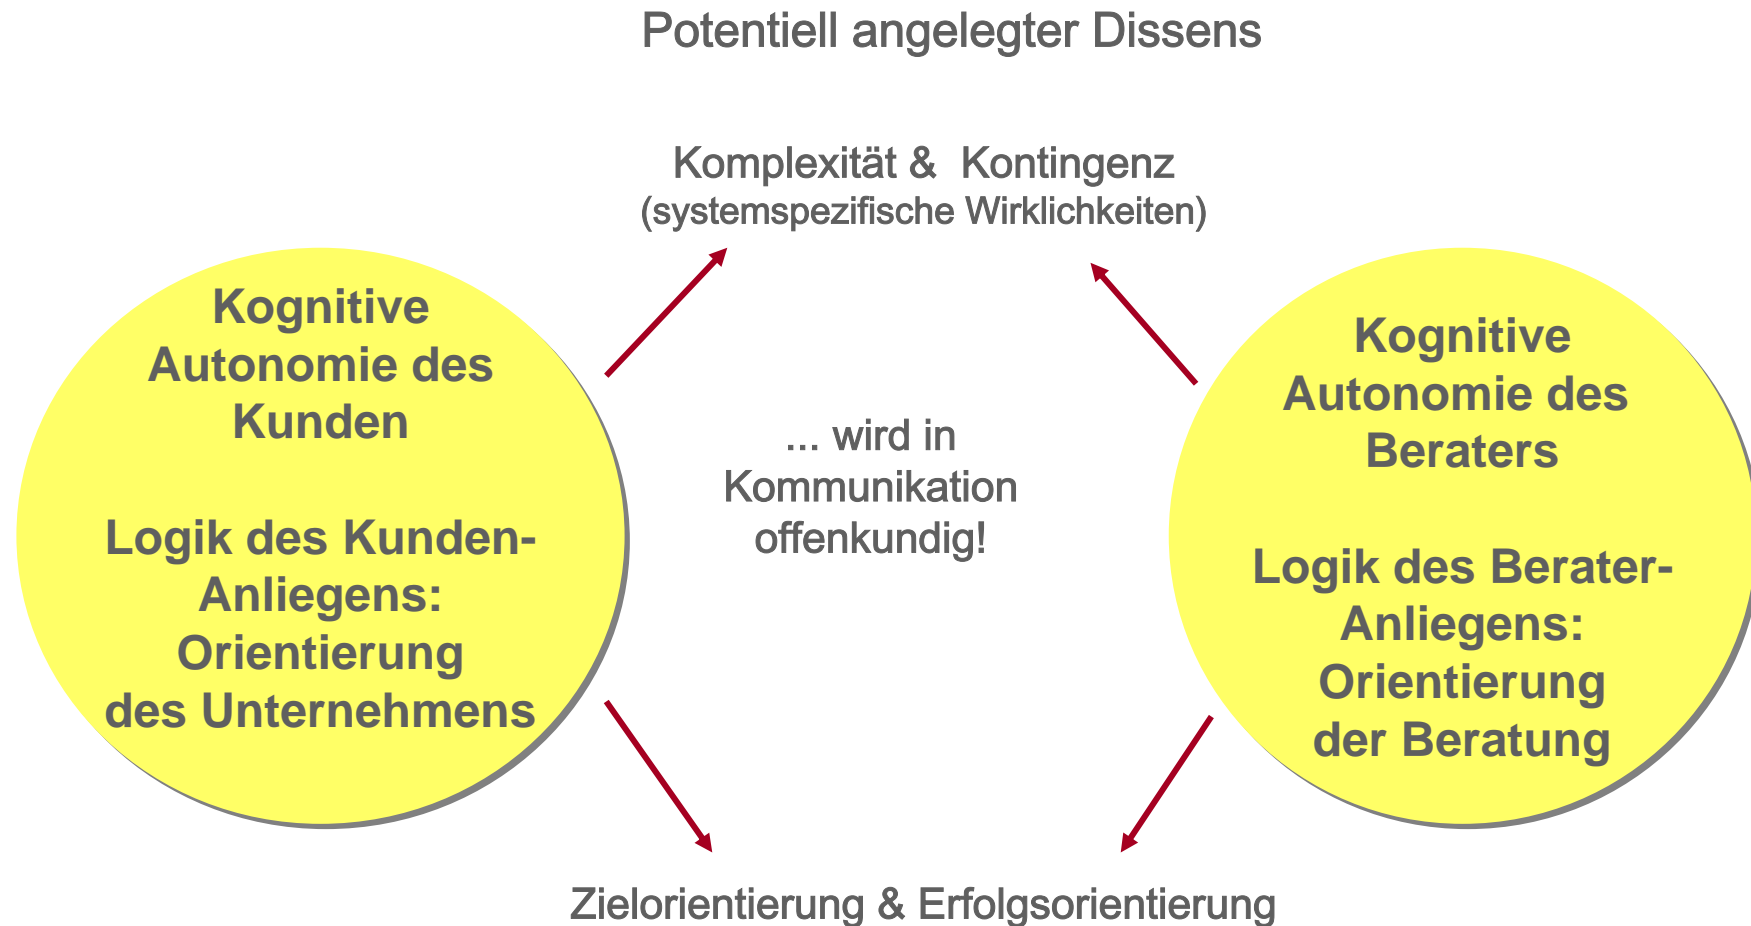 Potentiell angelegter Dissens
Komplexität & Kontingenz
(systemspezifische Wirklichkeiten)
Kognitive
Autonomie des
Kunden
Logik des Kunden-
Anliegens:
Orientierung
des Unternehmens
... wird in
Kommunikation
offenkundig!
Kognitive
Autonomie des
Beraters
Logik des Berater-
Anliegens:
Orientierung
der Beratung
Zielorientierung & Erfolgsorientierung